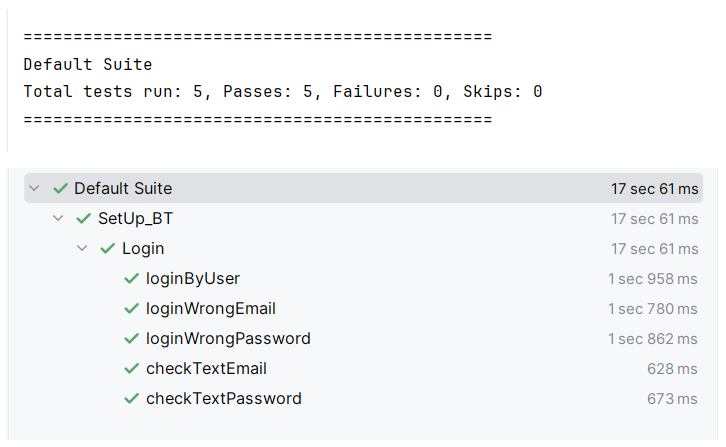 ===============================================
Default Suite
Total tests run: 5, Passes: 5, Failures: 0, Skips: 0
===============================================
Default Suite 17 sec 61 ms
SetUp_BT 17 sec 61 ms
Login 17 sec 61 ms
loginByUser 1 sec 958 ms
loginWrongEmail 1 sec 780 ms
loginWrongPassword 1 sec 862 ms
checkTextEmail 628 ms
checkTextPassword 673 ms